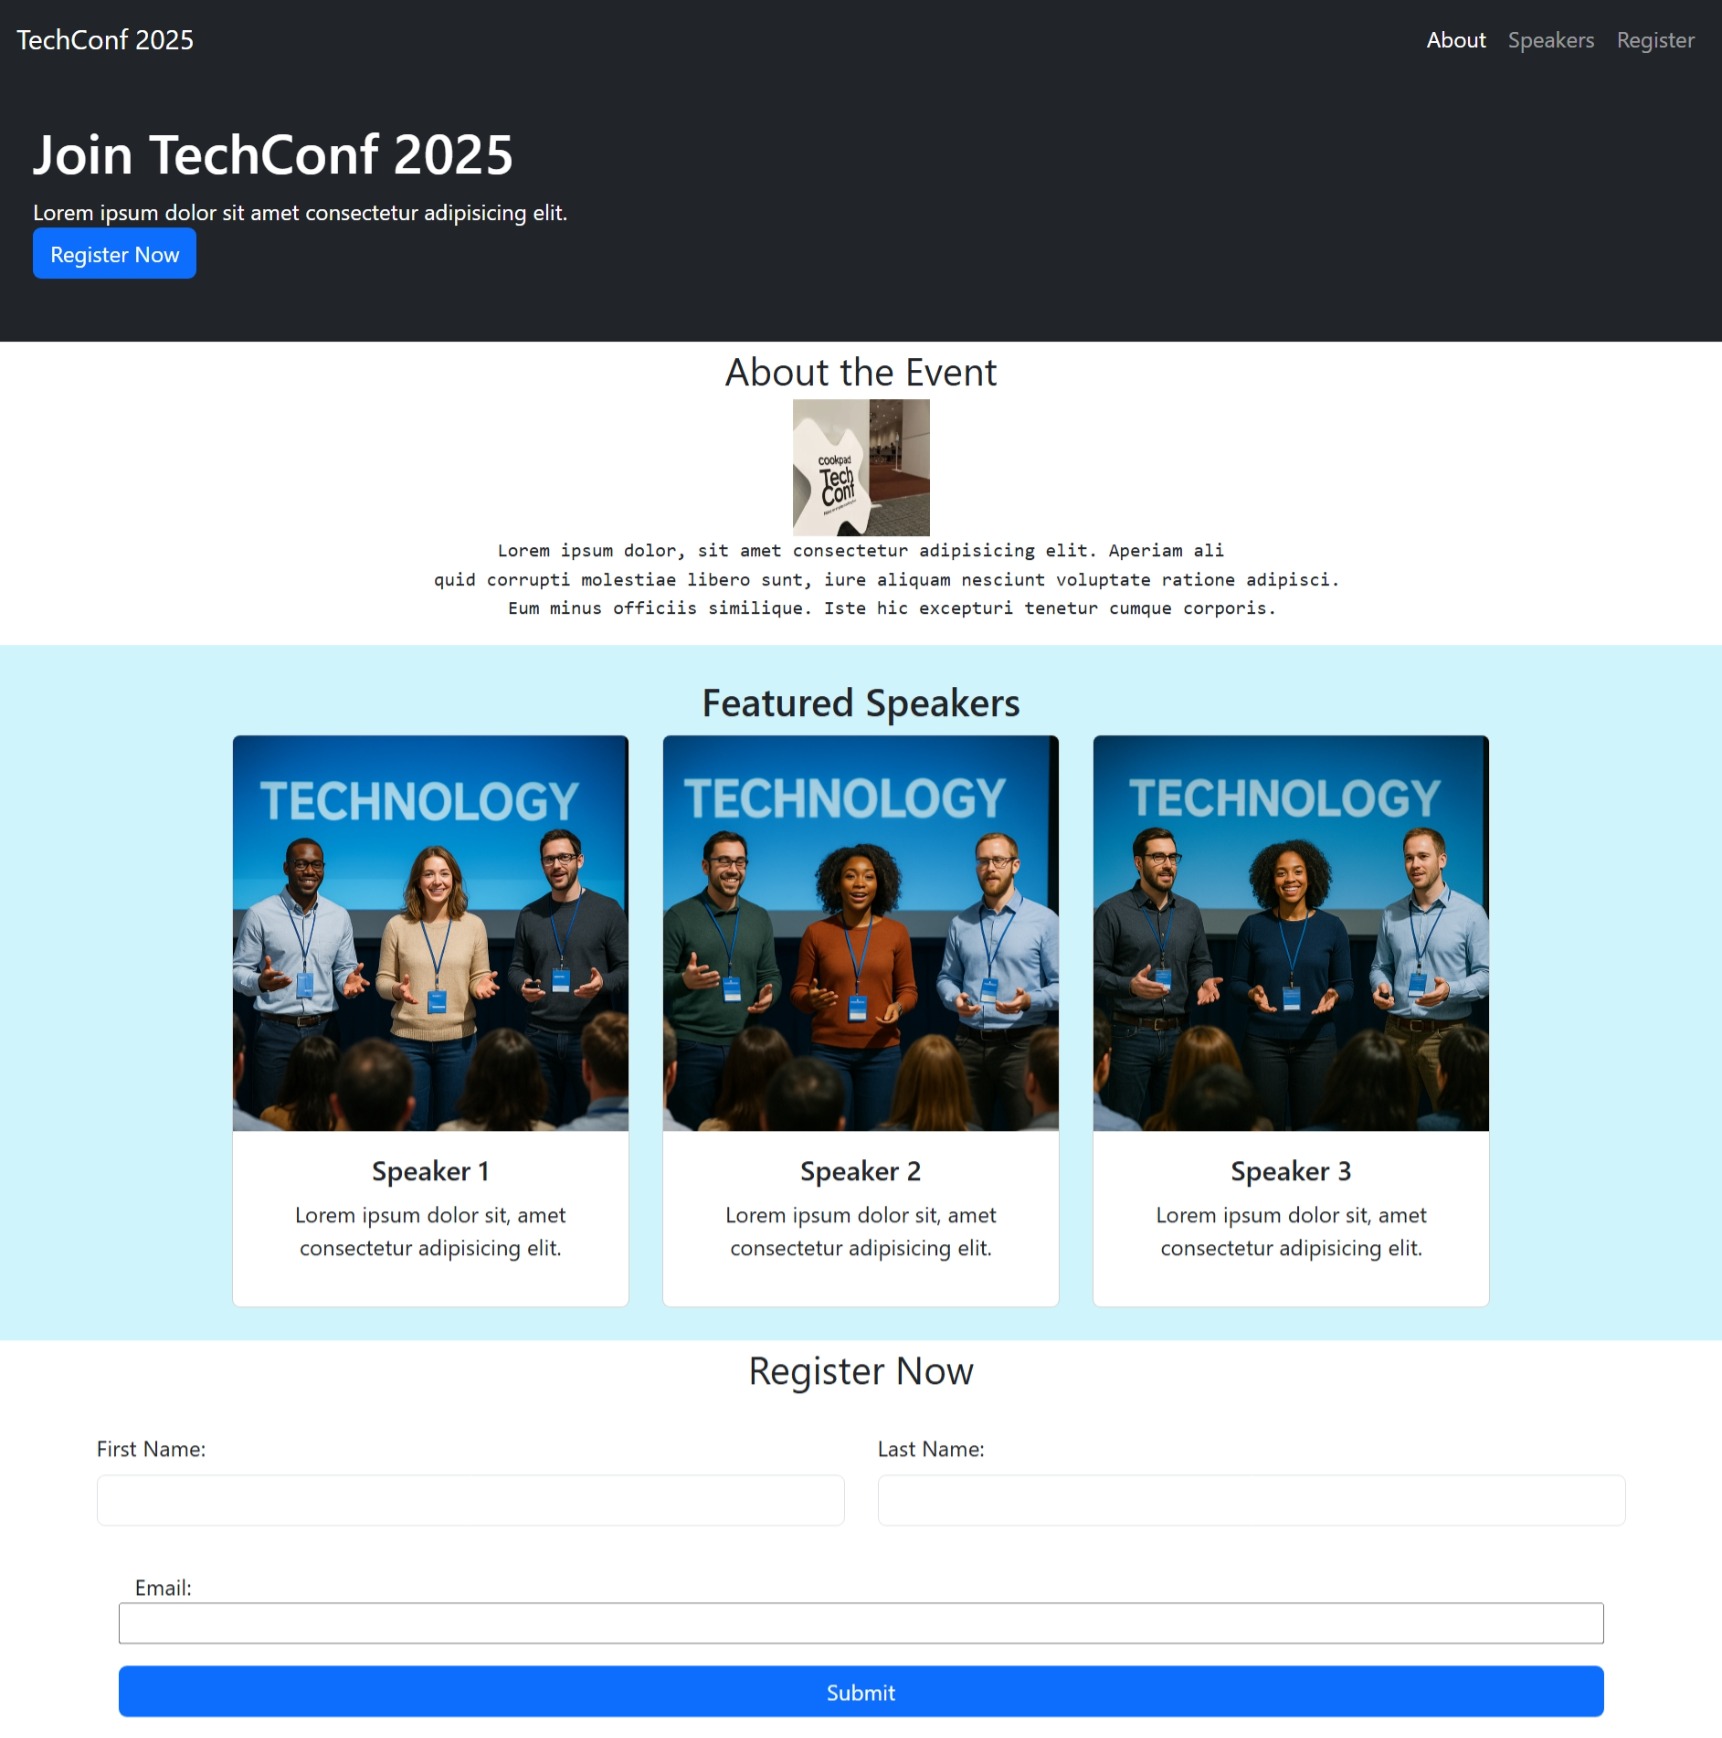 TechConf 2025
About Speakers Register
Join TechConf 2025
Lorem ipsum dolor sit amet consectetur adipisicing elit.
Register Now
About the Event
cookpad
Tech
Conf
Lorem ipsum dolor, sit amet consectetur adipisicing elit. Aperiam ali
quid corrupti molestiae libero sunt, iure aliquam nesciunt voluptate ratione adipisci.
Eum minus officiis similique. Iste hic excepturi tenetur cumque corporis.
Featured Speakers
TECHNOLOGY
Speaker 1
Lorem ipsum dolor sit, amet
consectetur adipisicing elit.
TECHNOLOGY
Speaker 2
Lorem ipsum dolor sit, amet
consectetur adipisicing elit.
TECHNOLOGY
Speaker 3
Lorem ipsum dolor sit, amet
consectetur adipisicing elit.
Register Now
First Name:
Last Name:
Email:
Submit